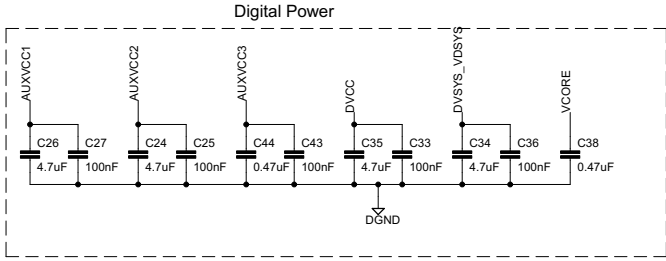 Digital Power
AUXVCC1
AUXVCC2
AUXVCC3
DVCC
DVSYS_VDSYS
VCORE
C26 C27 C24 C25 C44 C43 C35 C33 C34 C36 C38
4.7uF 100nF 4.7uF 100nF 0.47uF 100nF 4.7uF 100nF 4.7uF 100nF 0.47uF
DGND